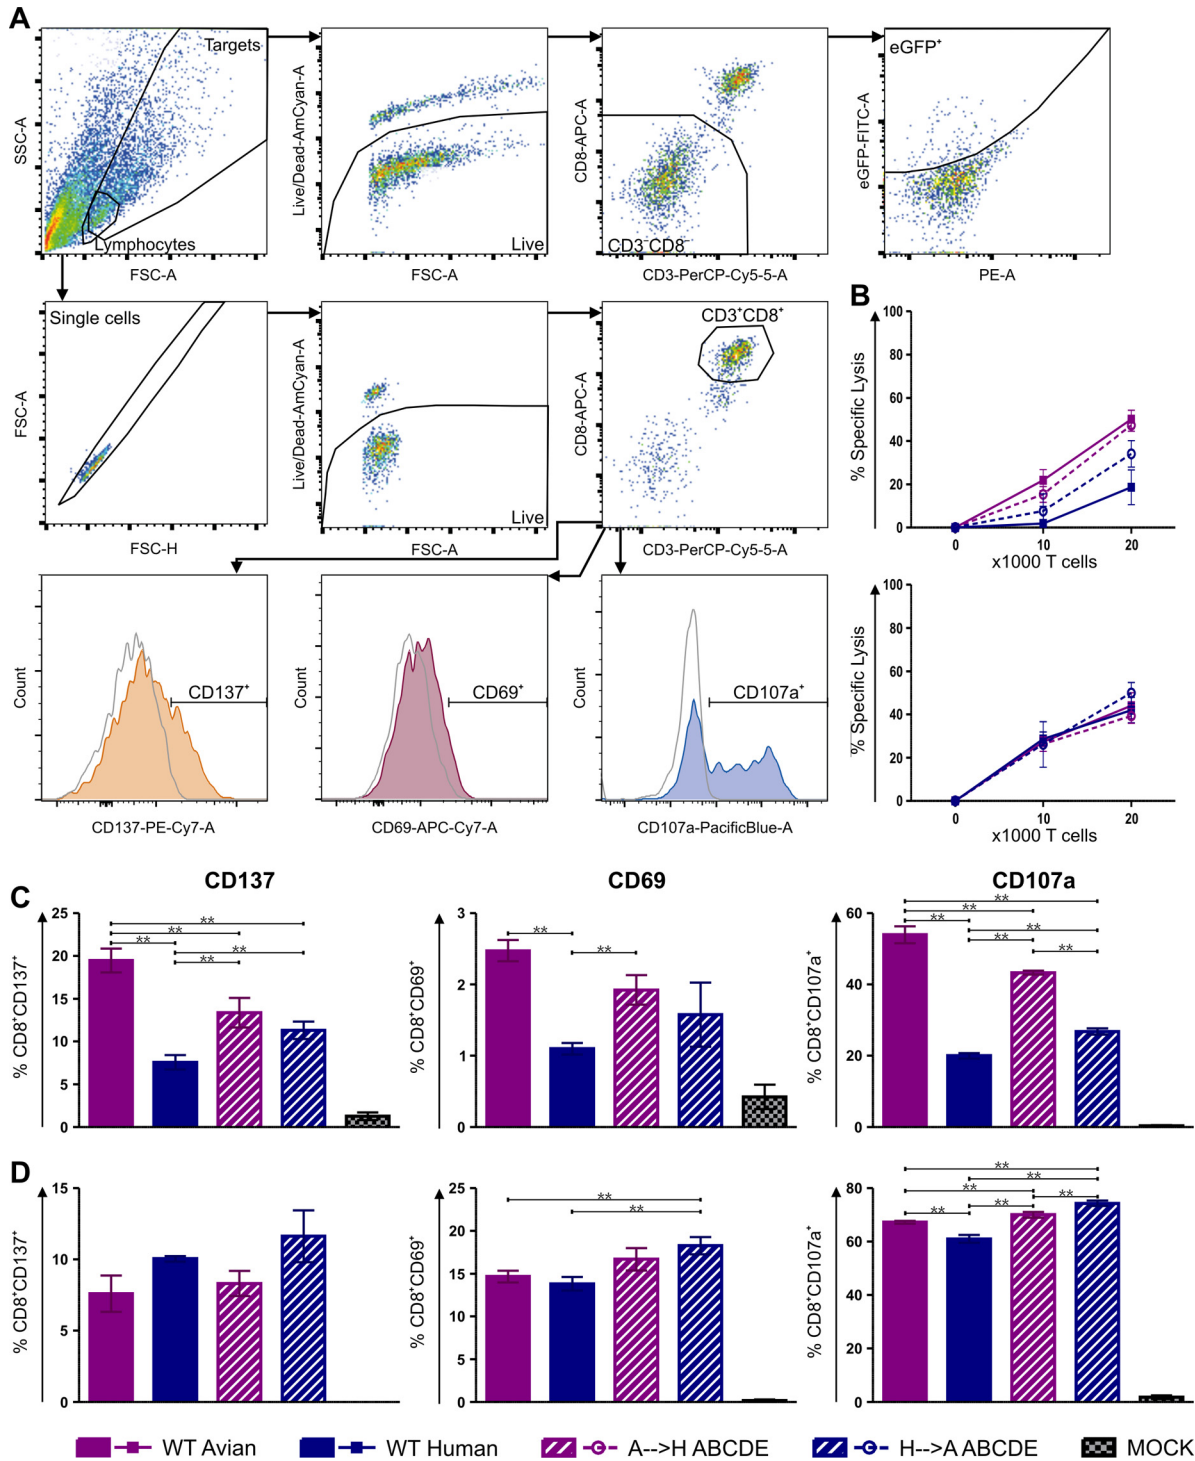 A
Targets
Lymphocytes
SSC-A
FSC-A
Live/Dead-AmCyan-A
Live
FSC-A
CD8-APC-A
CD3⁻CD8⁻
CD3-PerCP-Cy5-5-A
eGFP⁺
eGFP-FITC-A
PE-A
Single cells
FSC-A
FSC-H
Live/Dead-AmCyan-A
Live
FSC-A
CD3⁺CD8⁺
CD8-APC-A
CD3-PerCP-Cy5-5-A
Count
CD137⁺
CD137-PE-Cy7-A
Count
CD69⁺
CD69-APC-Cy7-A
Count
CD107a⁺
CD107a-PacificBlue-A
B
% Specific Lysis
100
80
60
40
20
0
0 10 20
x1000 T cells
% Specific Lysis
100
80
60
40
20
0
0 10 20
x1000 T cells
C
CD137
% CD8⁺CD137⁺
25
20
15
10
5
0
**
**
**
**
**
CD69
% CD8⁺CD69⁺
3
2
1
0
**
**
CD107a
% CD8⁺CD107a⁺
60
40
20
0
**
**
**
**
**
**
D
% CD8⁺CD137⁺
15
10
5
0
% CD8⁺CD69⁺
25
20
15
10
5
0
**
**
% CD8⁺CD107a⁺
80
60
40
20
0
**
**
**
**
**
**
WT Avian WT Human A-->H ABCDE H-->A ABCDE MOCK